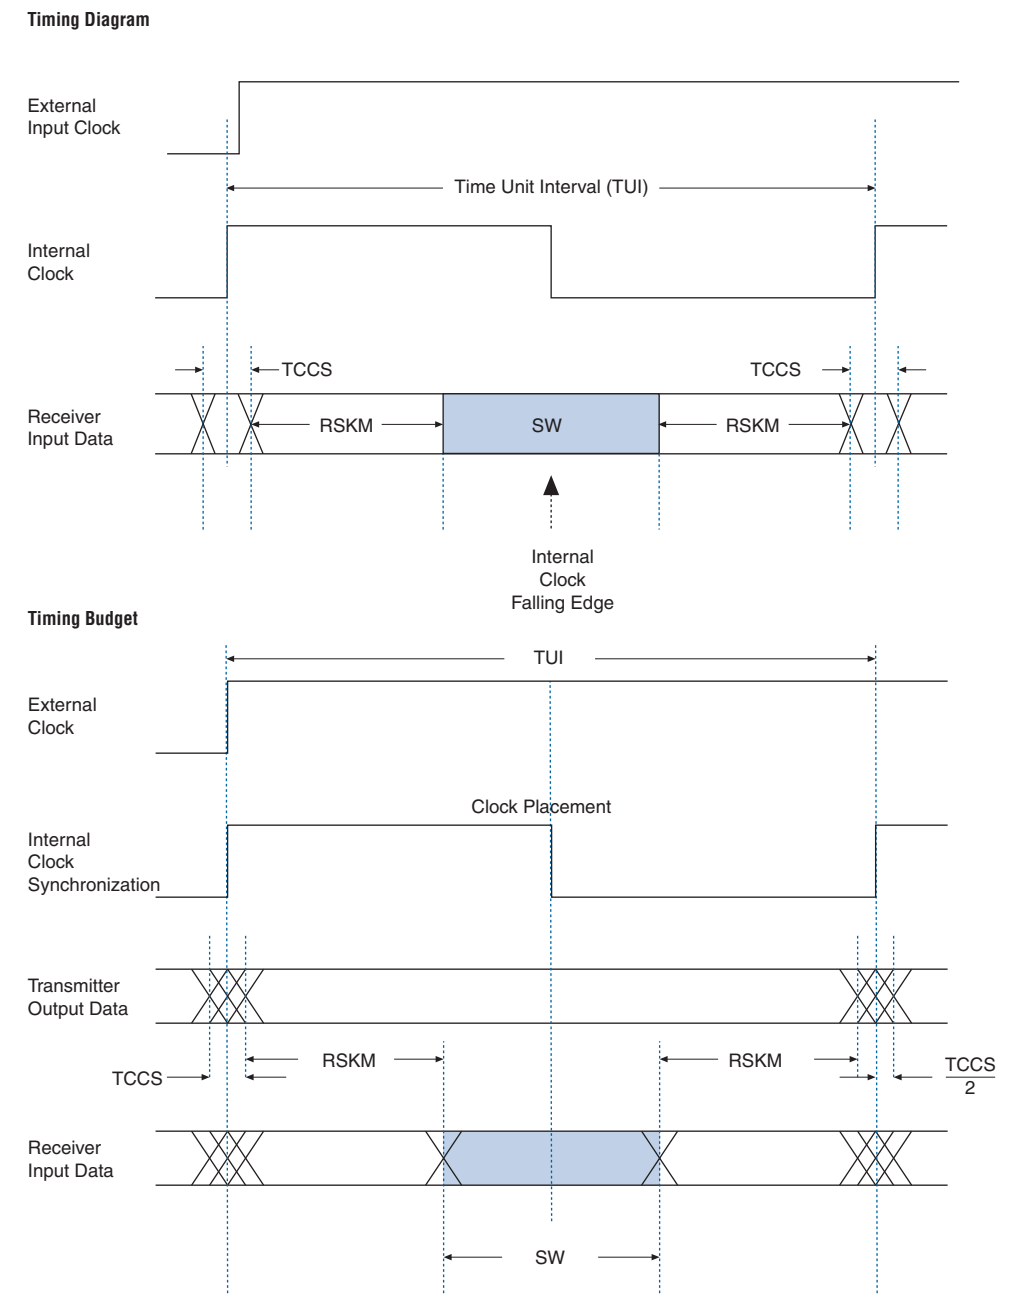 Timing Diagram
External
Input Clock
Time Unit Interval (TUI)
Internal
Clock
TCCS
TCCS
Receiver
Input Data
RSKM
SW
RSKM
Internal
Clock
Falling Edge
Timing Budget
TUI
External
Clock
Clock Placement
Internal
Clock
Synchronization
Transmitter
Output Data
RSKM
RSKM
TCCS
TCCS
2
Receiver
Input Data
SW